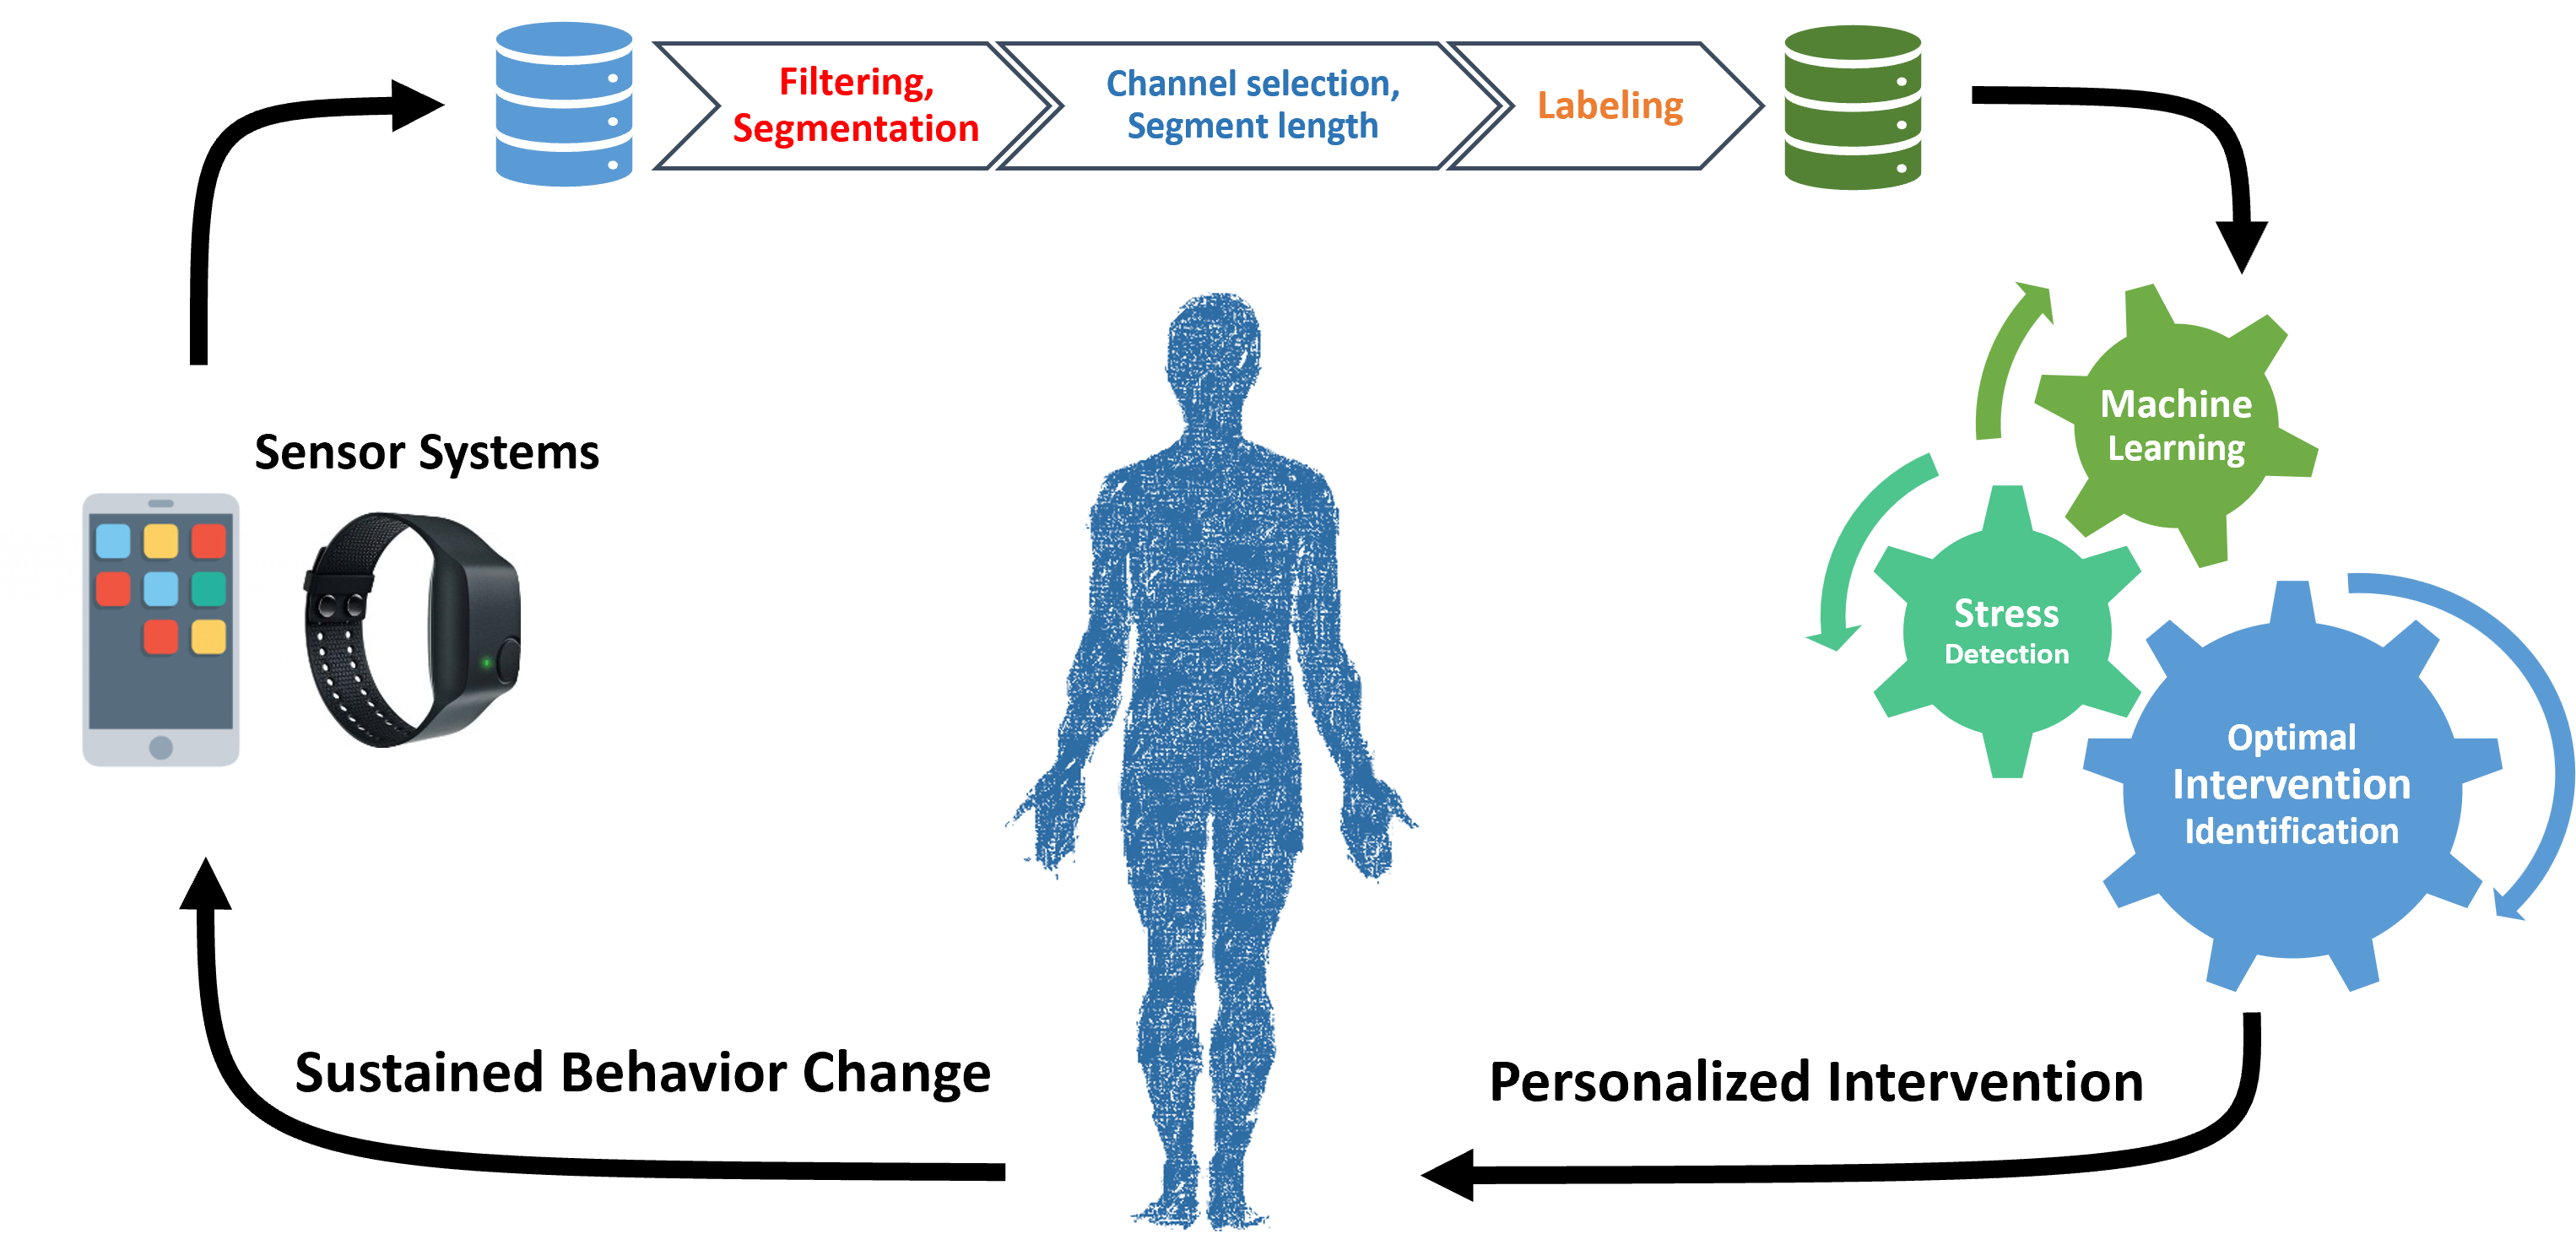 Filtering,
Segmentation
Channel selection,
Segment length
Labeling
Sensor Systems
Machine
Learning
Stress
Detection
Optimal
Intervention
Identification
Sustained Behavior Change
Personalized Intervention